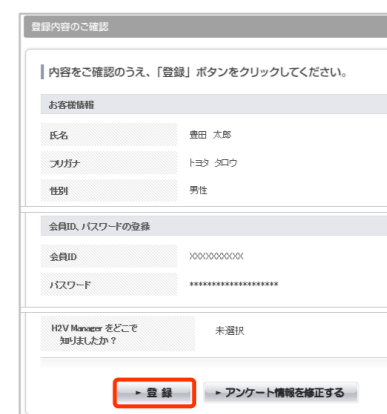 登録内容のご確認
内容をご確認のうえ、「登録」ボタンをクリックしてください。
お客様情報
氏名 豊田 太郎
フリガナ トヨタ タロウ
性別 男性
会員ID、パスワードの登録
会員ID XXXXXXXXXX
パスワード ********************
H2V Manager をどこで 未選択
知りましたか？
登 録 アンケート情報を修正する